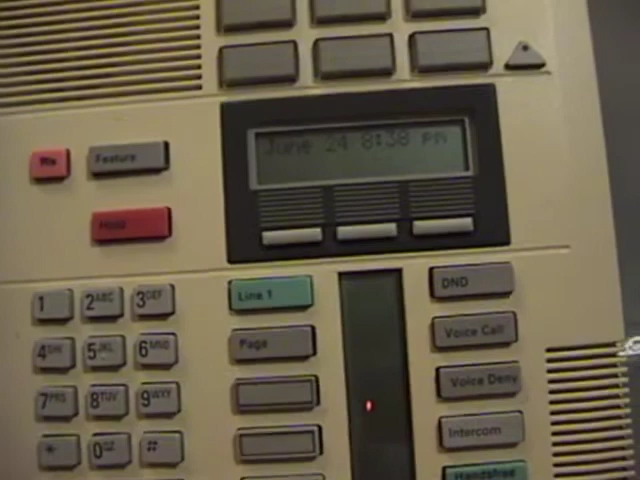 June 24 8:38 pm
Rls
Feature
Hold
1
2ABC
3DEF
4GHI
5JKL
6MNO
7PRS
8TUV
9WXY
*
0QZ
#
Line 1
Page
DND
Voice Call
Voice Deny
Intercom
Handsfree